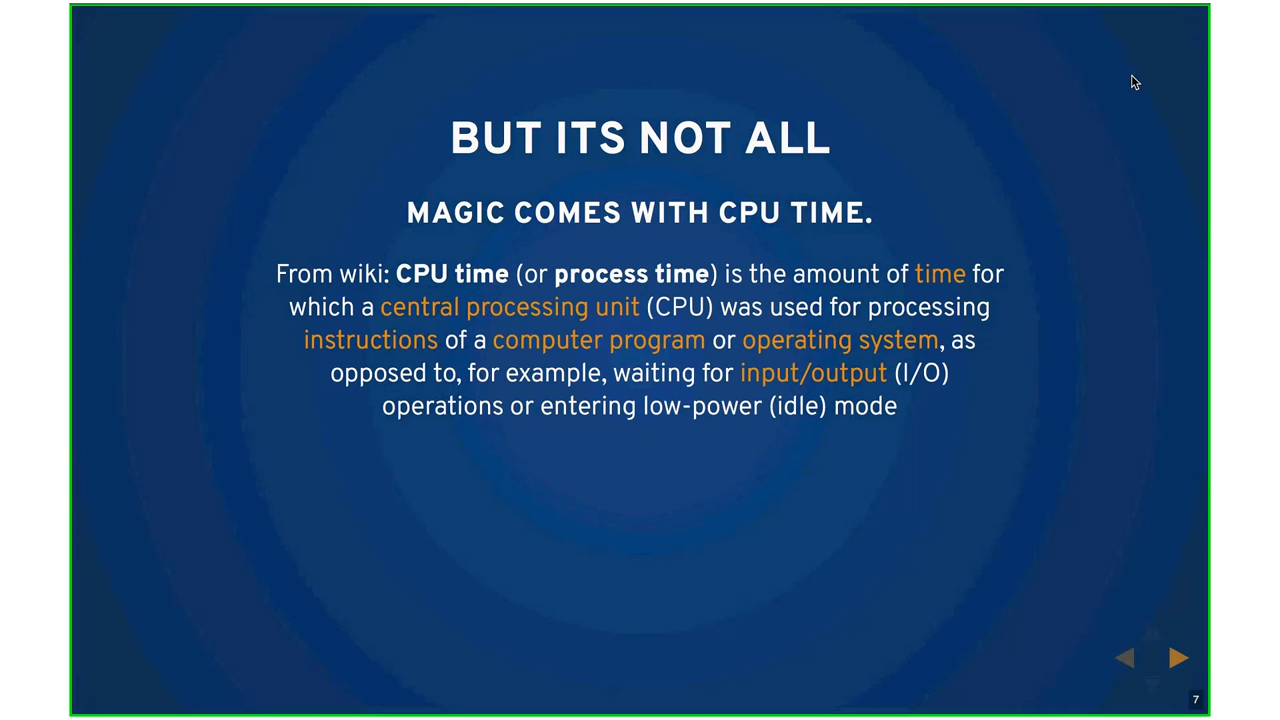 BUT ITS NOT ALL
MAGIC COMES WITH CPU TIME.
From wiki: CPU time (or process time) is the amount of time for
which a central processing unit (CPU) was used for processing
instructions of a computer program or operating system, as
opposed to, for example, waiting for input/output (I/O)
operations or entering low-power (idle) mode
7